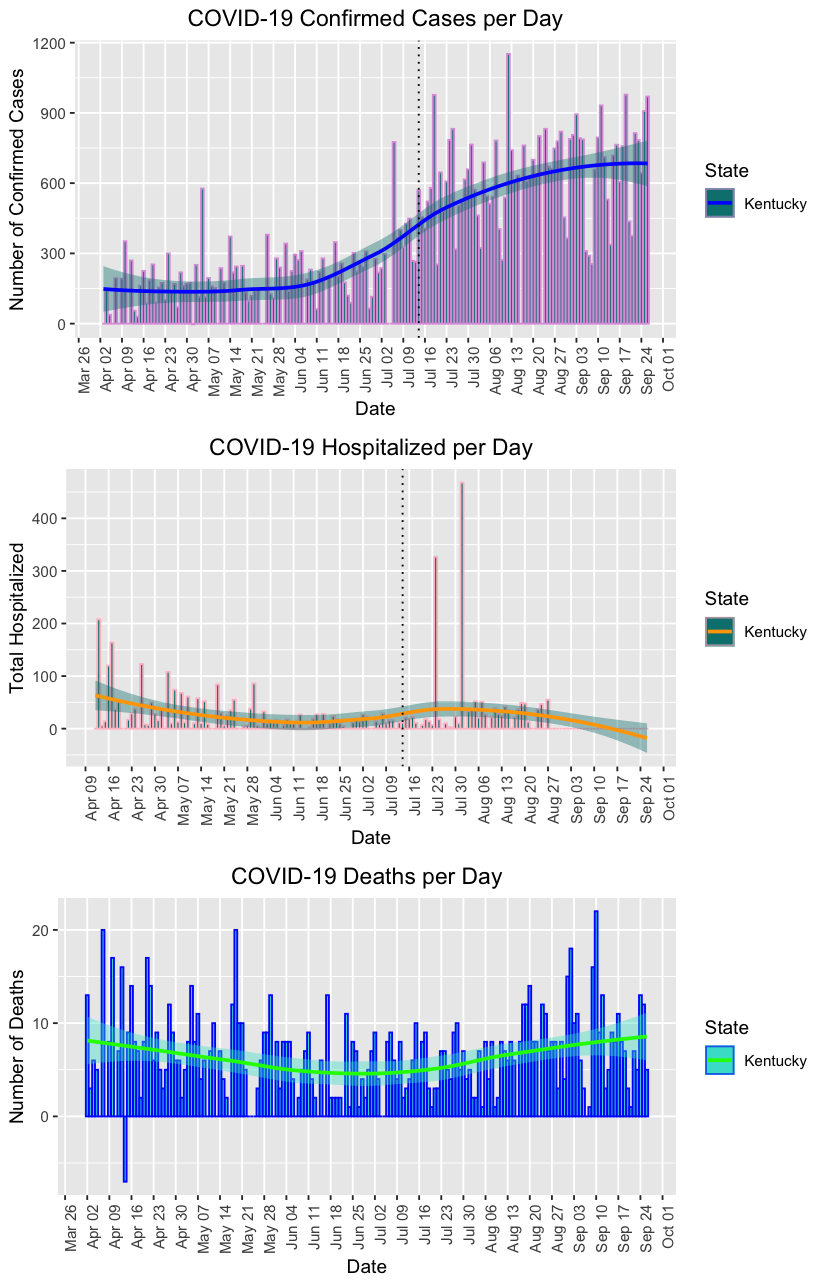 COVID-19 Confirmed Cases per Day
Number of Confirmed Cases
1200
900
600
300
0
Mar 26
Apr 02
Apr 09
Apr 16
Apr 23
Apr 30
May 07
May 14
May 21
May 28
Jun 04
Jun 11
Jun 18
Jun 25
Jul 02
Jul 09
Jul 16
Jul 23
Jul 30
Aug 06
Aug 13
Aug 20
Aug 27
Sep 03
Sep 10
Sep 17
Sep 24
Oct 01
Date
State
Kentucky
COVID-19 Hospitalized per Day
Total Hospitalized
400
300
200
100
0
Apr 09
Apr 16
Apr 23
Apr 30
May 07
May 14
May 21
May 28
Jun 04
Jun 11
Jun 18
Jun 25
Jul 02
Jul 09
Jul 16
Jul 23
Jul 30
Aug 06
Aug 13
Aug 20
Aug 27
Sep 03
Sep 10
Sep 17
Sep 24
Oct 01
Date
State
Kentucky
COVID-19 Deaths per Day
Number of Deaths
20
10
0
Mar 26
Apr 02
Apr 09
Apr 16
Apr 23
Apr 30
May 07
May 14
May 21
May 28
Jun 04
Jun 11
Jun 18
Jun 25
Jul 02
Jul 09
Jul 16
Jul 23
Jul 30
Aug 06
Aug 13
Aug 20
Aug 27
Sep 03
Sep 10
Sep 17
Sep 24
Oct 01
Date
State
Kentucky